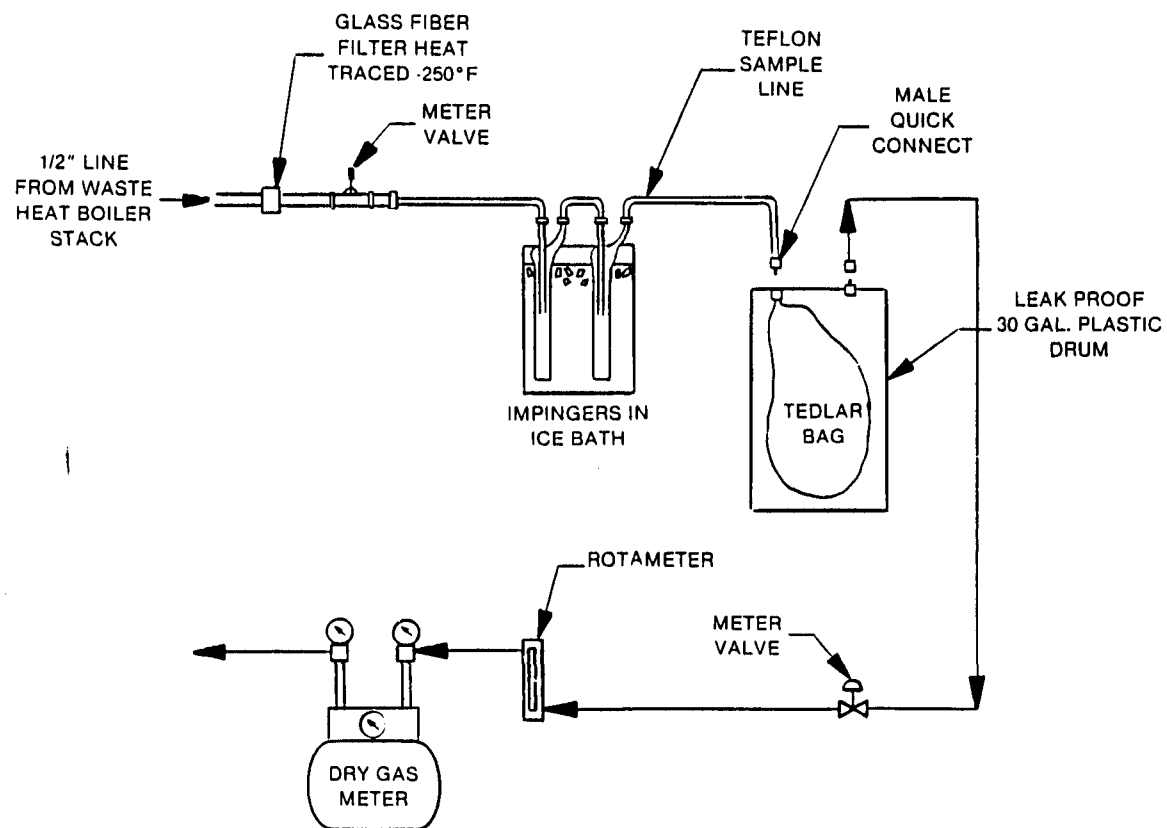 GLASS FIBER
FILTER HEAT
TRACED -250°F
METER
VALVE
1/2" LINE
FROM WASTE
HEAT BOILER
STACK
TEFLON
SAMPLE
LINE
MALE
QUICK
CONNECT
LEAK PROOF
30 GAL. PLASTIC
DRUM
TEDLAR
BAG
IMPINGERS IN
ICE BATH
ROTAMETER
METER
VALVE
DRY GAS
METER